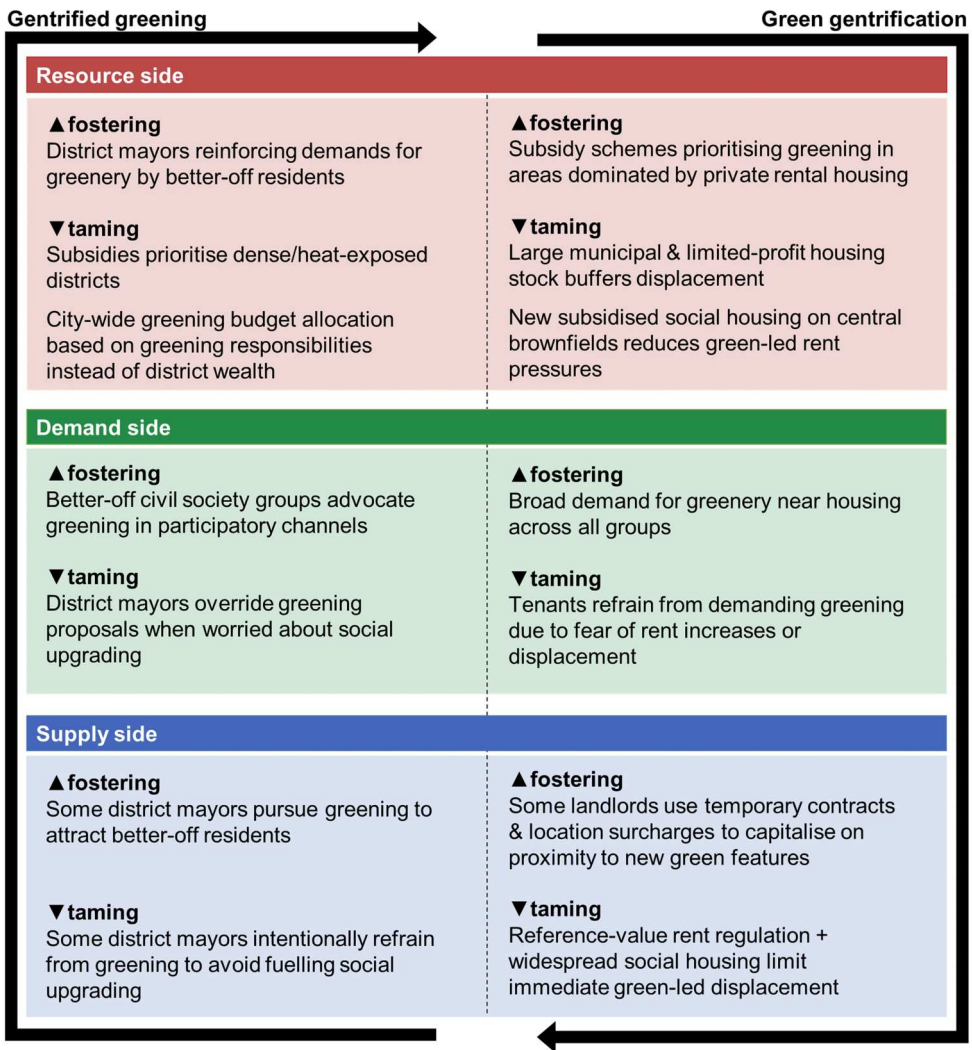 Gentrified greening
Green gentrification
Resource side
▲fostering
District mayors reinforcing demands for
greenery by better-off residents
▼taming
Subsidies prioritise dense/heat-exposed
districts
City-wide greening budget allocation
based on greening responsibilities
instead of district wealth
▲fostering
Subsidy schemes prioritising greening in
areas dominated by private rental housing
▼taming
Large municipal & limited-profit housing
stock buffers displacement
New subsidised social housing on central
brownfields reduces green-led rent
pressures
Demand side
▲fostering
Better-off civil society groups advocate
greening in participatory channels
▼taming
District mayors override greening
proposals when worried about social
upgrading
▲fostering
Broad demand for greenery near housing
across all groups
▼taming
Tenants refrain from demanding greening
due to fear of rent increases or
displacement
Supply side
▲fostering
Some district mayors pursue greening to
attract better-off residents
▼taming
Some district mayors intentionally refrain
from greening to avoid fuelling social
upgrading
▲fostering
Some landlords use temporary contracts
& location surcharges to capitalise on
proximity to new green features
▼taming
Reference-value rent regulation +
widespread social housing limit
immediate green-led displacement